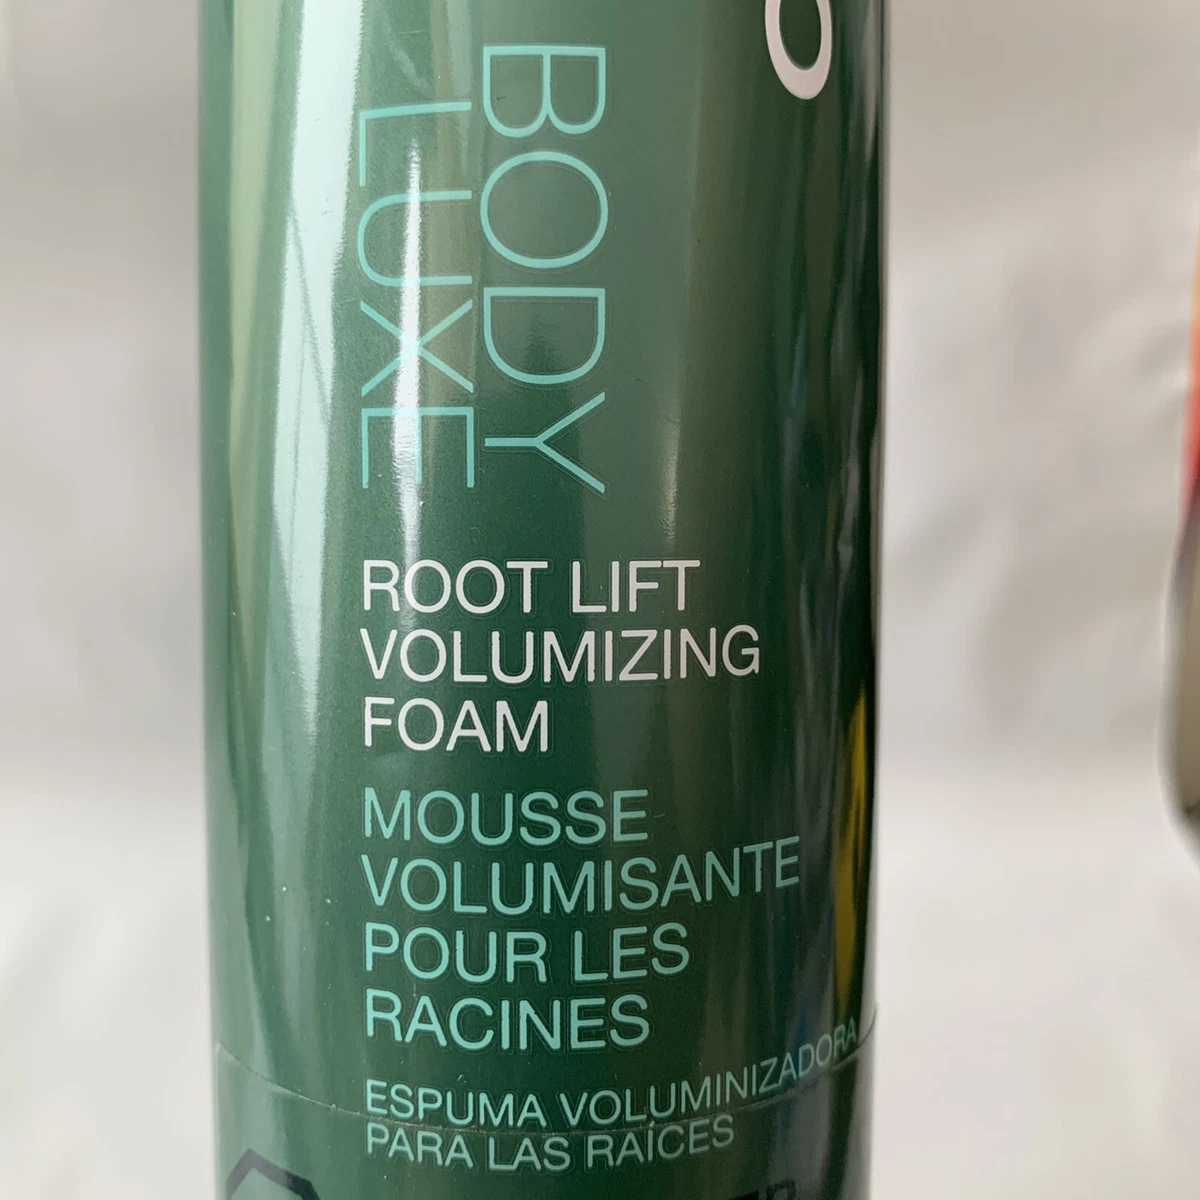 BODY
LUXE
ROOT LIFT
VOLUMIZING
FOAM
MOUSSE
VOLUMISANTE
POUR LES
RACINES
ESPUMA VOLUMINIZADORA
PARA LAS RAÍCES